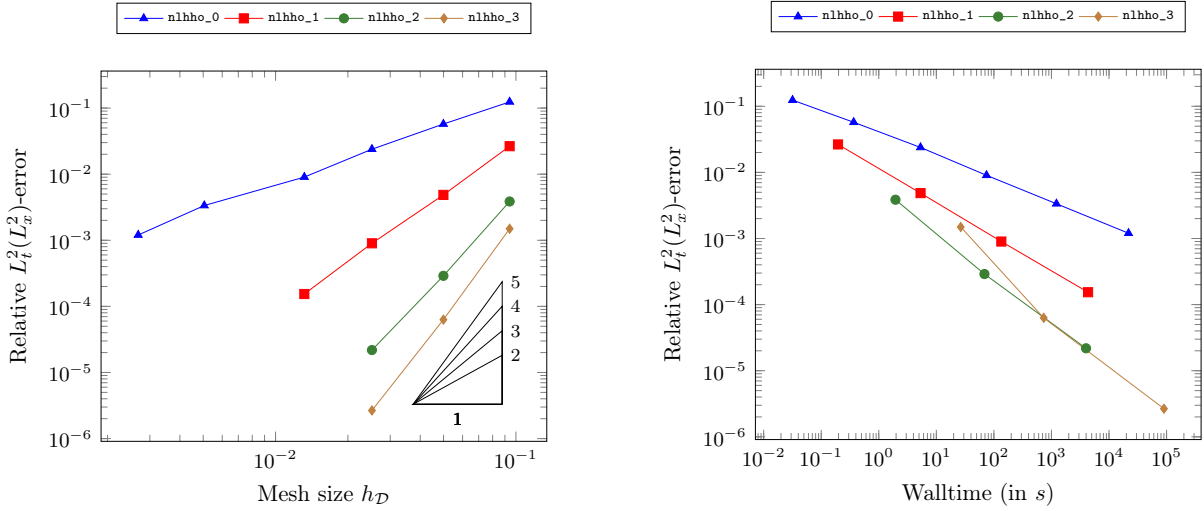 nlhho_0 nlhho_1 nlhho_2 nlhho_3
10^{-1}
10^{-2}
10^{-3}
10^{-4}
10^{-5}
10^{-6}
Relative L_t^2(L_x^2)-error
5
4
3
2
1
10^{-2} 10^{-1}
Mesh size h_𝒟
nlhho_0 nlhho_1 nlhho_2 nlhho_3
10^{-1}
10^{-2}
10^{-3}
10^{-4}
10^{-5}
10^{-6}
Relative L_t^2(L_x^2)-error
10^{-2} 10^{-1} 10^0 10^1 10^2 10^3 10^4 10^5
Walltime (in s)